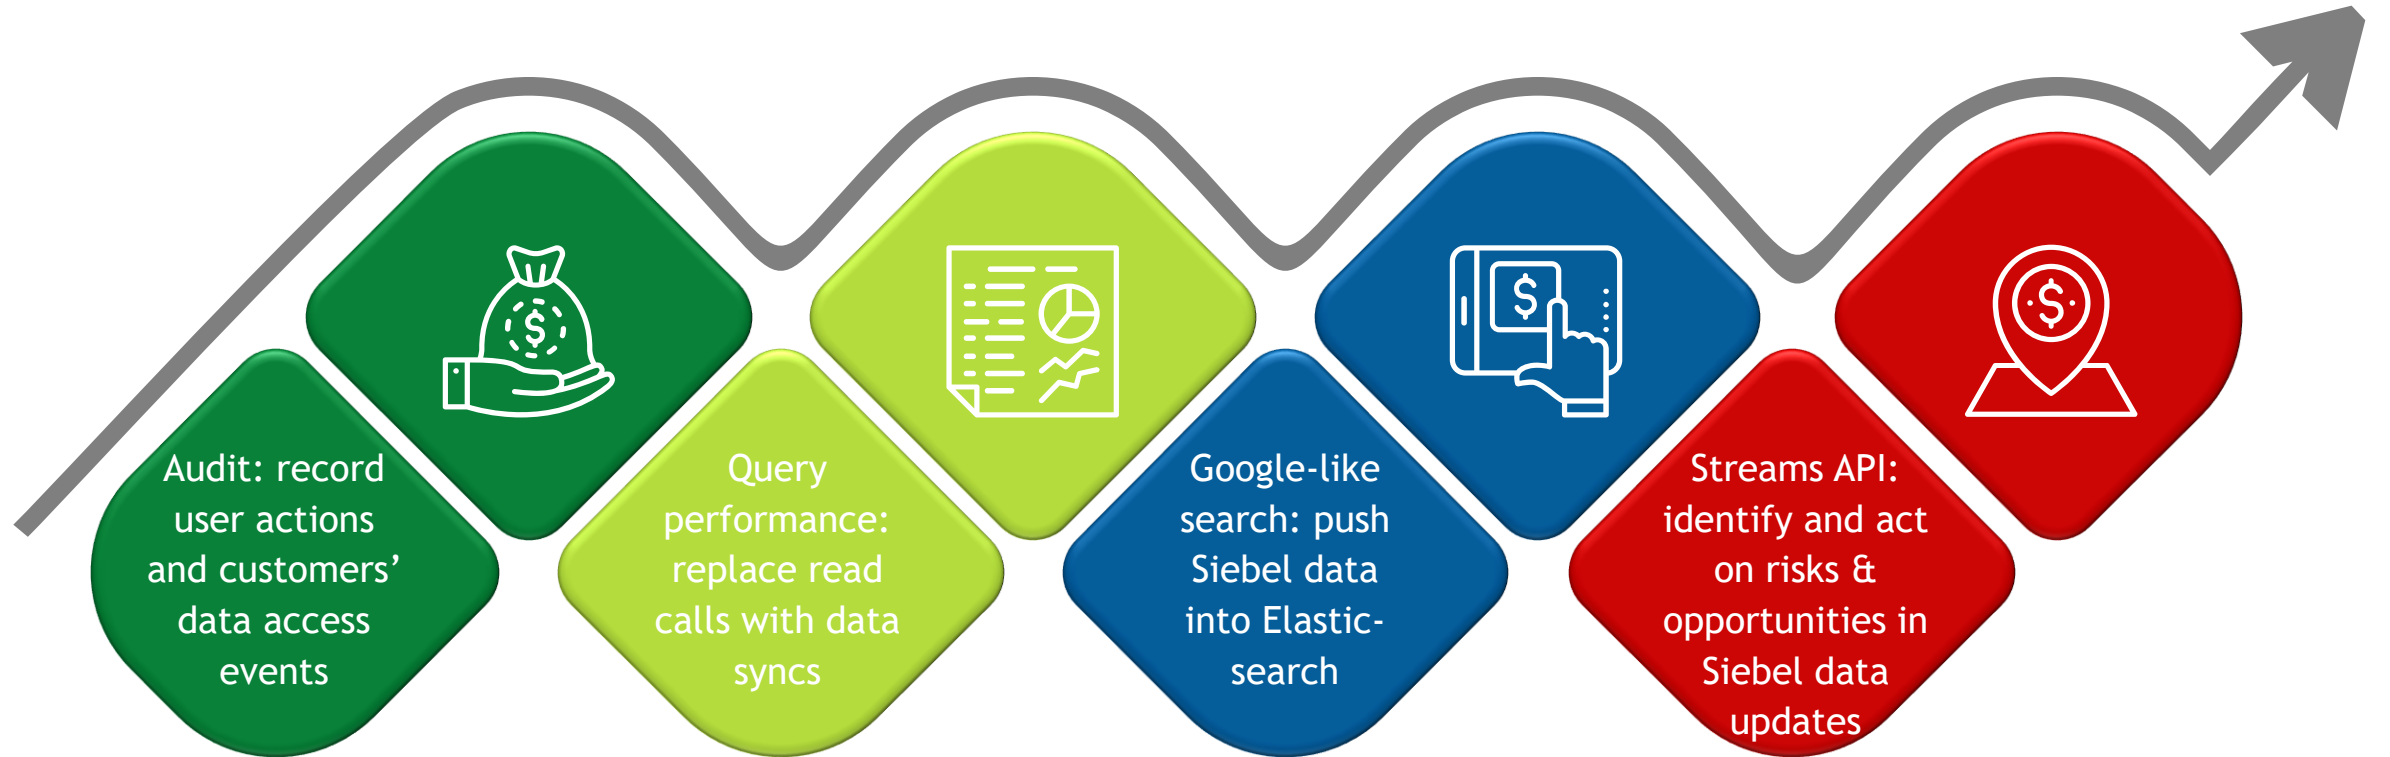 Audit: record
user actions
and customers’
data access
events
Query
performance:
replace read
calls with data
syncs
Google-like
search: push
Siebel data
into Elastic-
search
Streams API:
identify and act
on risks &
opportunities in
Siebel data
updates
$
$
$